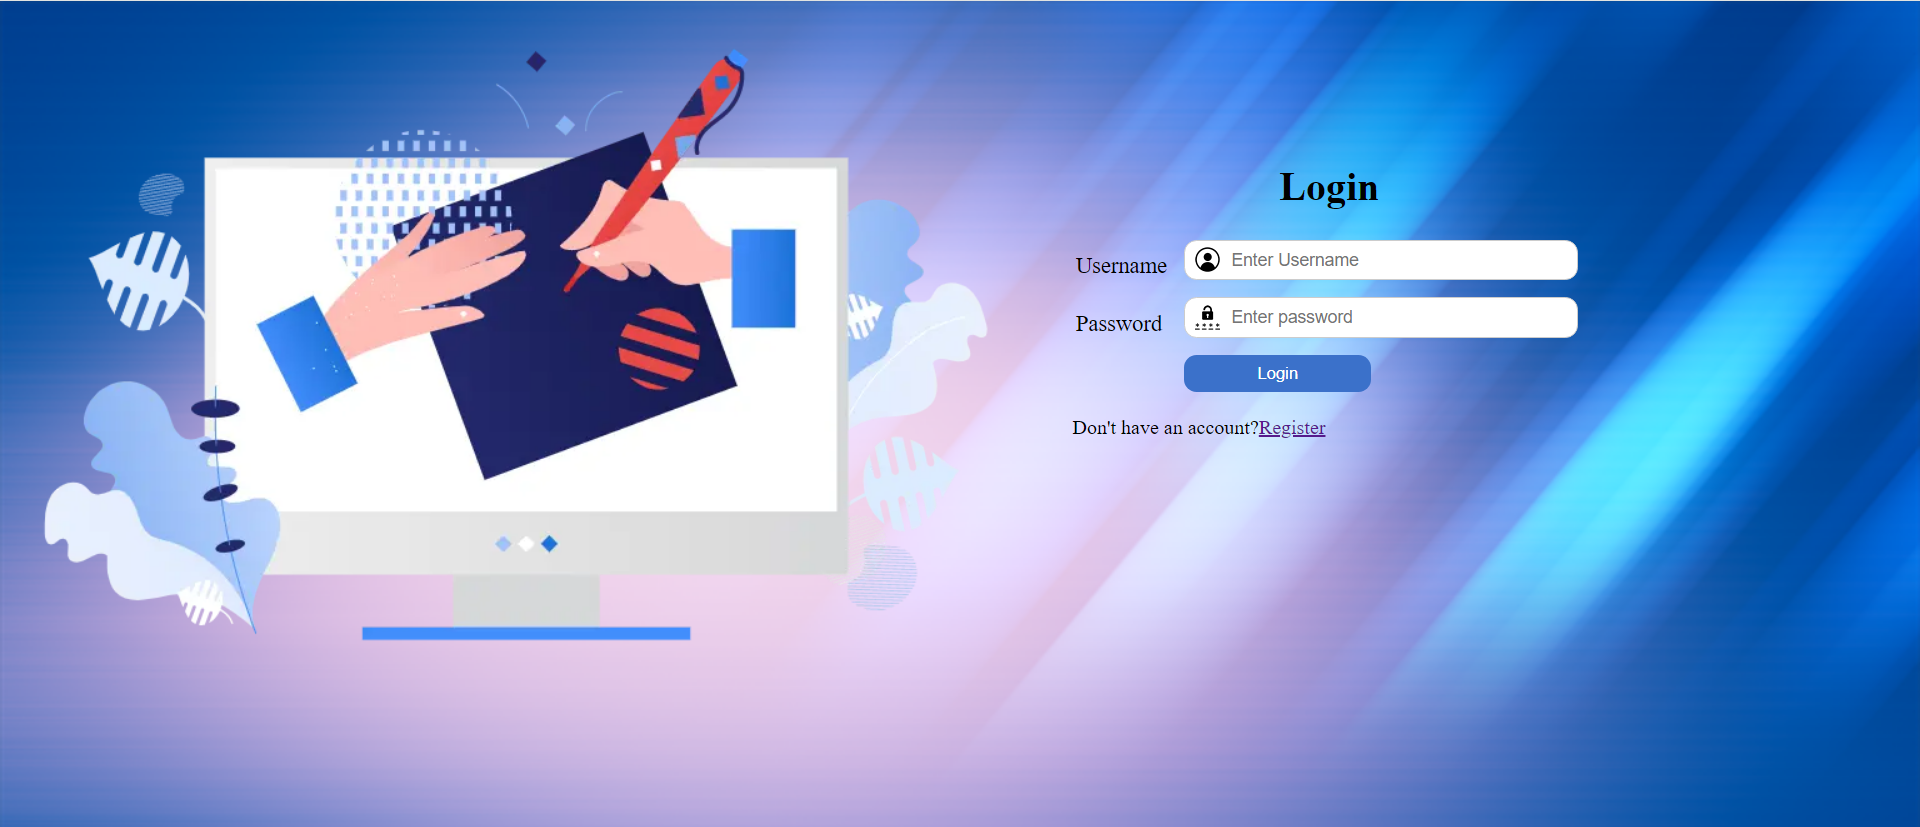 Login
Username
Enter Username
Password
Enter password
Login
Don't have an account?Register